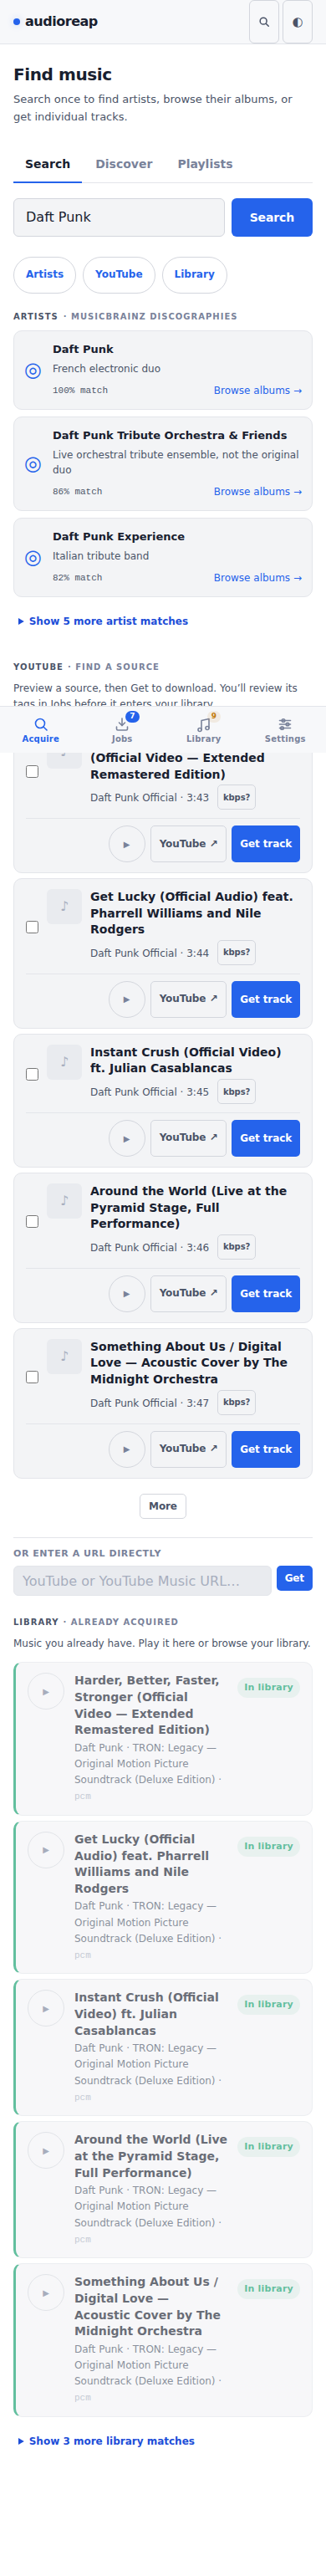 audioreap
Find music
Search once to find artists, browse their albums, or
get individual tracks.
Search Discover Playlists
Daft Punk Search
Artists YouTube Library
ARTISTS · MUSICBRAINZ DISCOGRAPHIES
Daft Punk
French electronic duo
100% match Browse albums →
Daft Punk Tribute Orchestra & Friends
Live orchestral tribute ensemble, not the original
duo
86% match Browse albums →
Daft Punk Experience
Italian tribute band
82% match Browse albums →
▶ Show 5 more artist matches
YOUTUBE · FIND A SOURCE
Preview a source, then Get to download. You’ll review its
tags in Jobs before it enters your library.
7 9
Acquire Jobs Library Settings
(Official Video — Extended
Remastered Edition)
Daft Punk Official · 3:43 kbps?
▶ YouTube ↗ Get track
♪ Get Lucky (Official Audio) feat.
Pharrell Williams and Nile
Rodgers
Daft Punk Official · 3:44 kbps?
▶ YouTube ↗ Get track
♪ Instant Crush (Official Video)
ft. Julian Casablancas
Daft Punk Official · 3:45 kbps?
▶ YouTube ↗ Get track
♪ Around the World (Live at the
Pyramid Stage, Full
Performance)
Daft Punk Official · 3:46 kbps?
▶ YouTube ↗ Get track
♪ Something About Us / Digital
Love — Acoustic Cover by The
Midnight Orchestra
Daft Punk Official · 3:47 kbps?
▶ YouTube ↗ Get track
More
OR ENTER A URL DIRECTLY
YouTube or YouTube Music URL… Get
LIBRARY · ALREADY ACQUIRED
Music you already have. Play it here or browse your library.
▶ Harder, Better, Faster, In library
Stronger (Official
Video — Extended
Remastered Edition)
Daft Punk · TRON: Legacy —
Original Motion Picture
Soundtrack (Deluxe Edition) ·
pcm
▶ Get Lucky (Official In library
Audio) feat. Pharrell
Williams and Nile
Rodgers
Daft Punk · TRON: Legacy —
Original Motion Picture
Soundtrack (Deluxe Edition) ·
pcm
▶ Instant Crush (Official In library
Video) ft. Julian
Casablancas
Daft Punk · TRON: Legacy —
Original Motion Picture
Soundtrack (Deluxe Edition) ·
pcm
▶ Around the World (Live In library
at the Pyramid Stage,
Full Performance)
Daft Punk · TRON: Legacy —
Original Motion Picture
Soundtrack (Deluxe Edition) ·
pcm
▶ Something About Us / In library
Digital Love —
Acoustic Cover by The
Midnight Orchestra
Daft Punk · TRON: Legacy —
Original Motion Picture
Soundtrack (Deluxe Edition) ·
pcm
▶ Show 3 more library matches